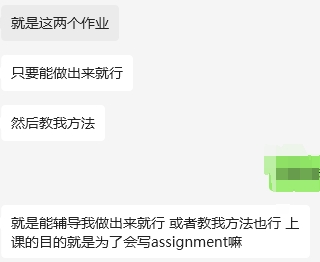 就是这两个作业
只要能做出来就行
然后教我方法
就是能辅导我做出来就行 或者教我方法也行 上
课的目的就是为了会写assignment嘛